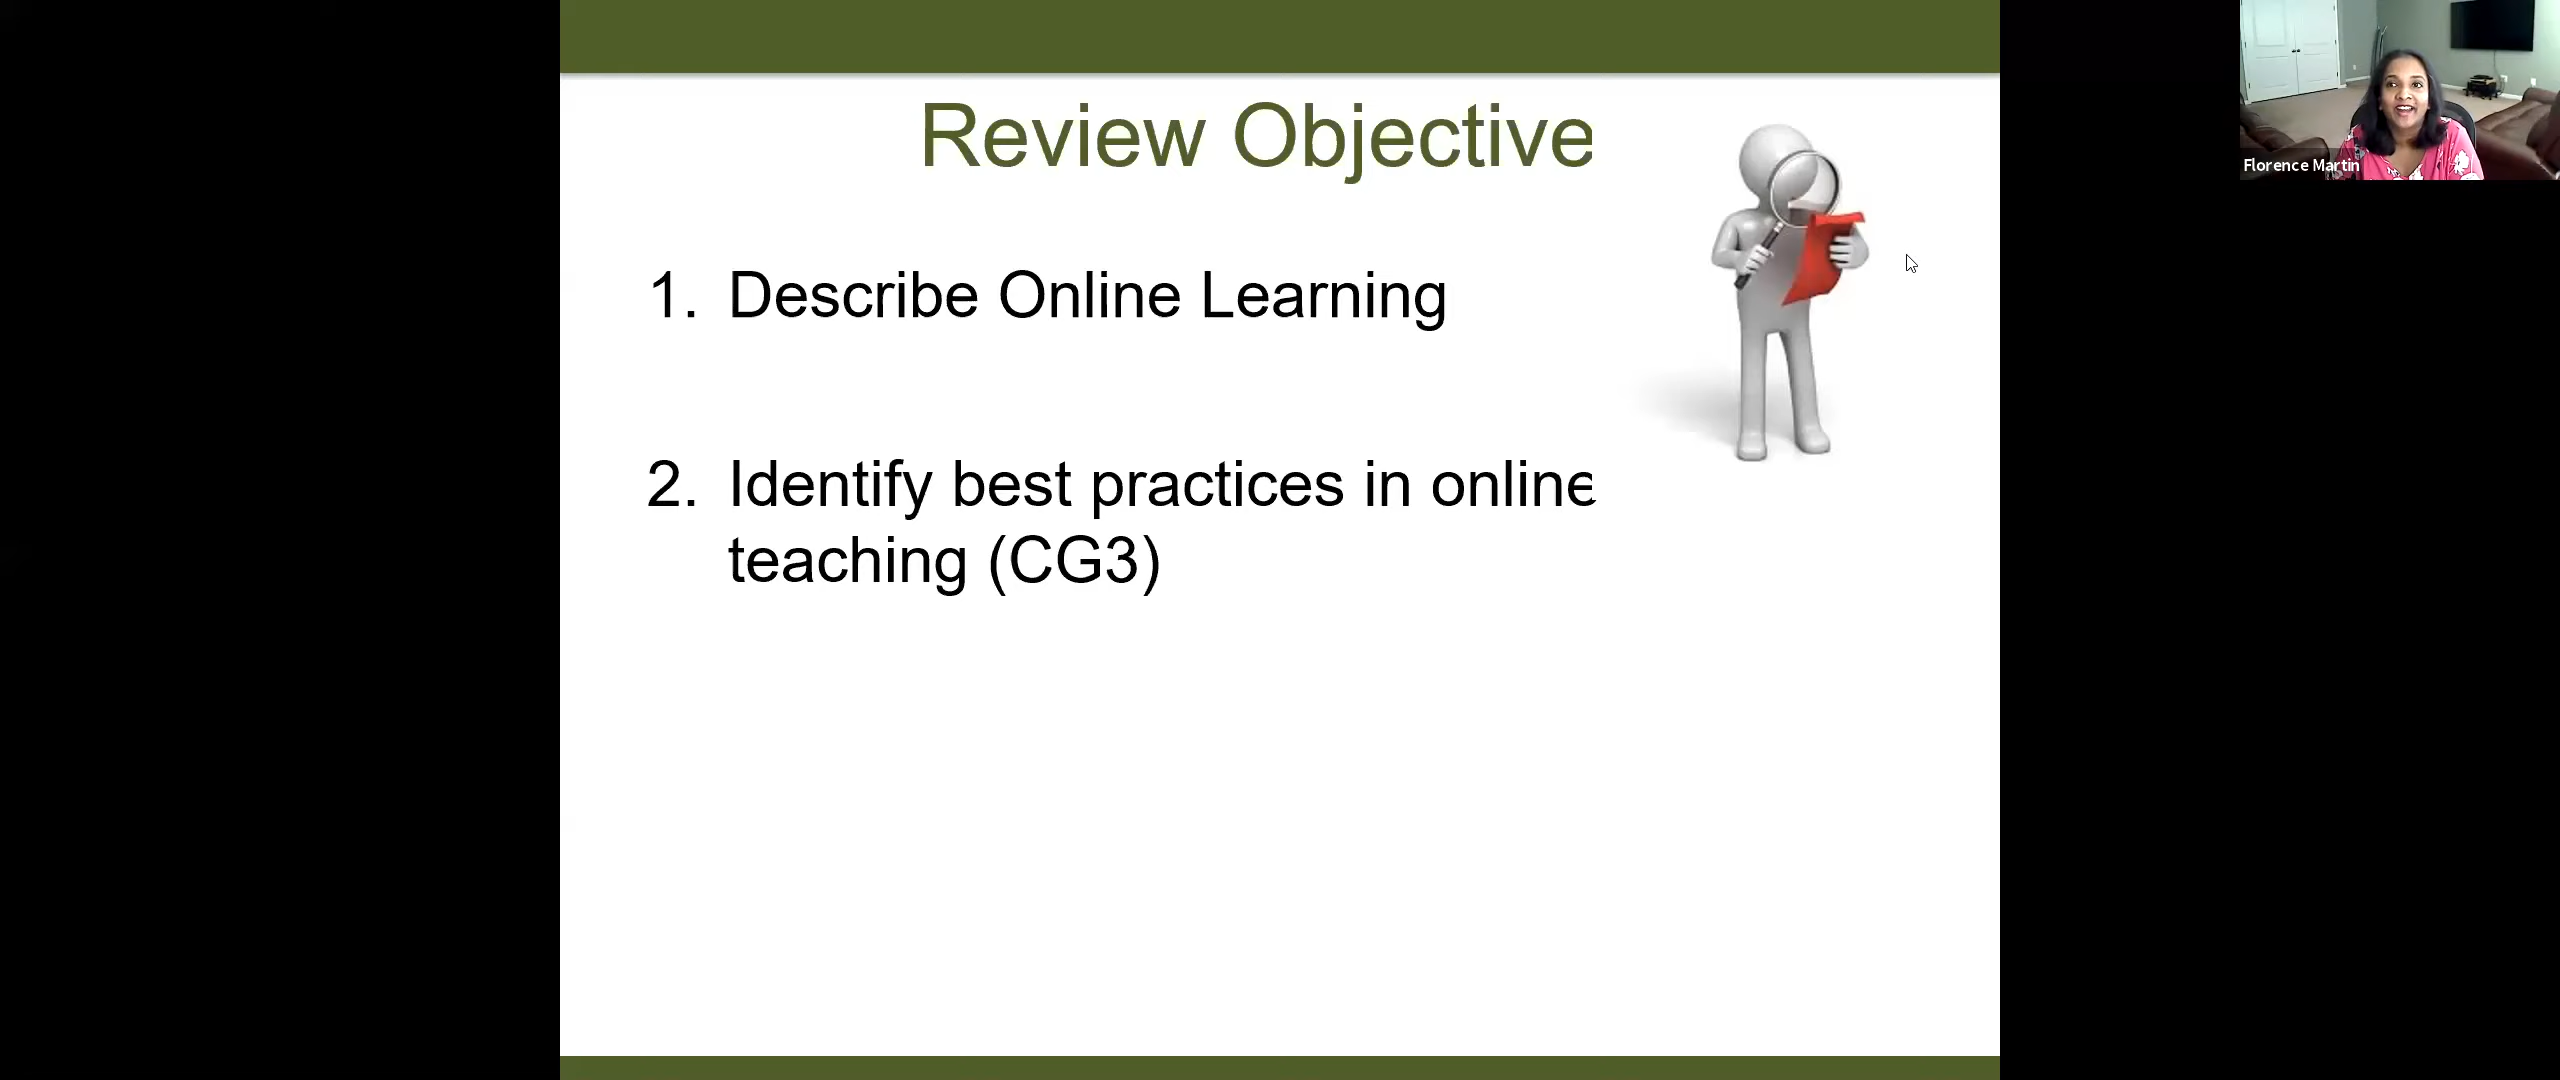 Review Objective
1. Describe Online Learning
2. Identify best practices in online
teaching (CG3)
Florence Martin